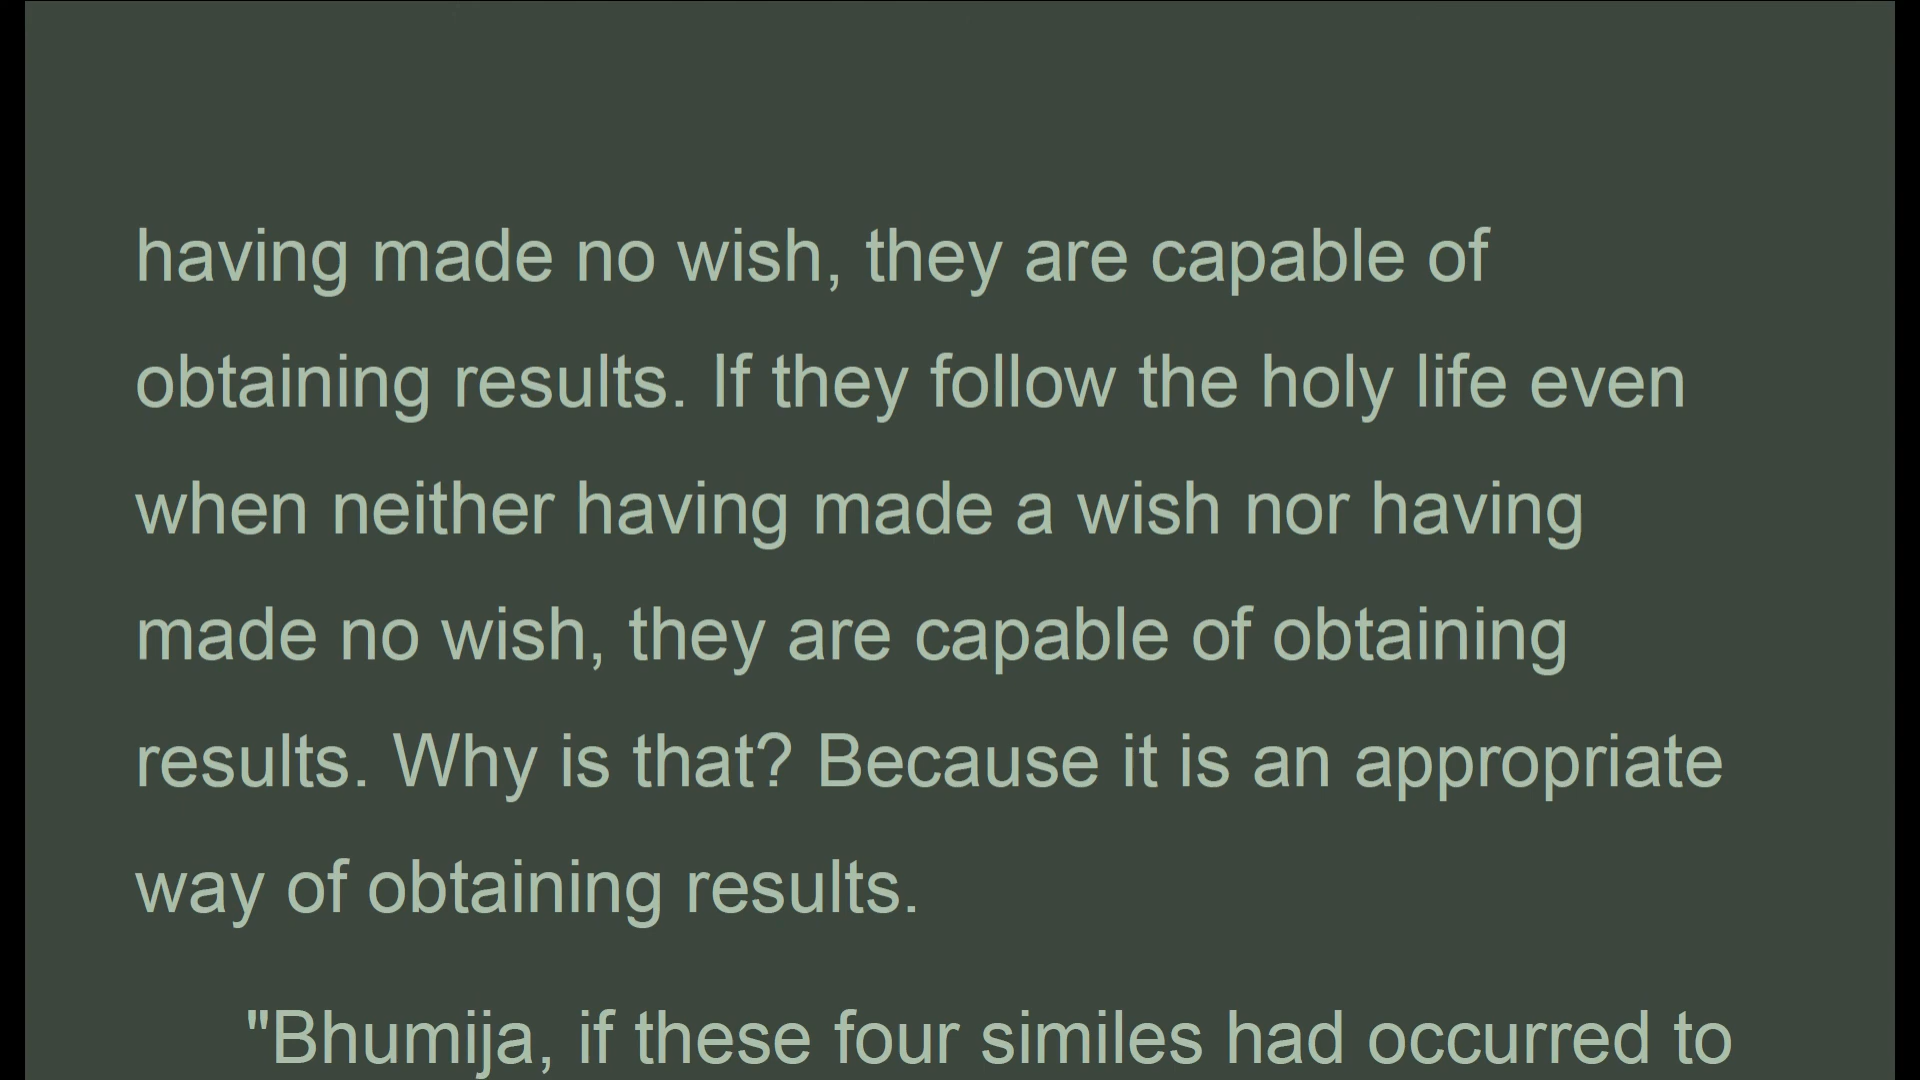 having made no wish, they are capable of
obtaining results. If they follow the holy life even
when neither having made a wish nor having
made no wish, they are capable of obtaining
results. Why is that? Because it is an appropriate
way of obtaining results.
"Bhumija, if these four similes had occurred to